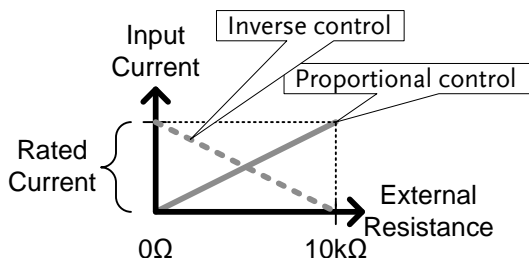 Input
Current
Inverse control
Proportional control
Rated
Current
External
Resistance
0Ω
10kΩ